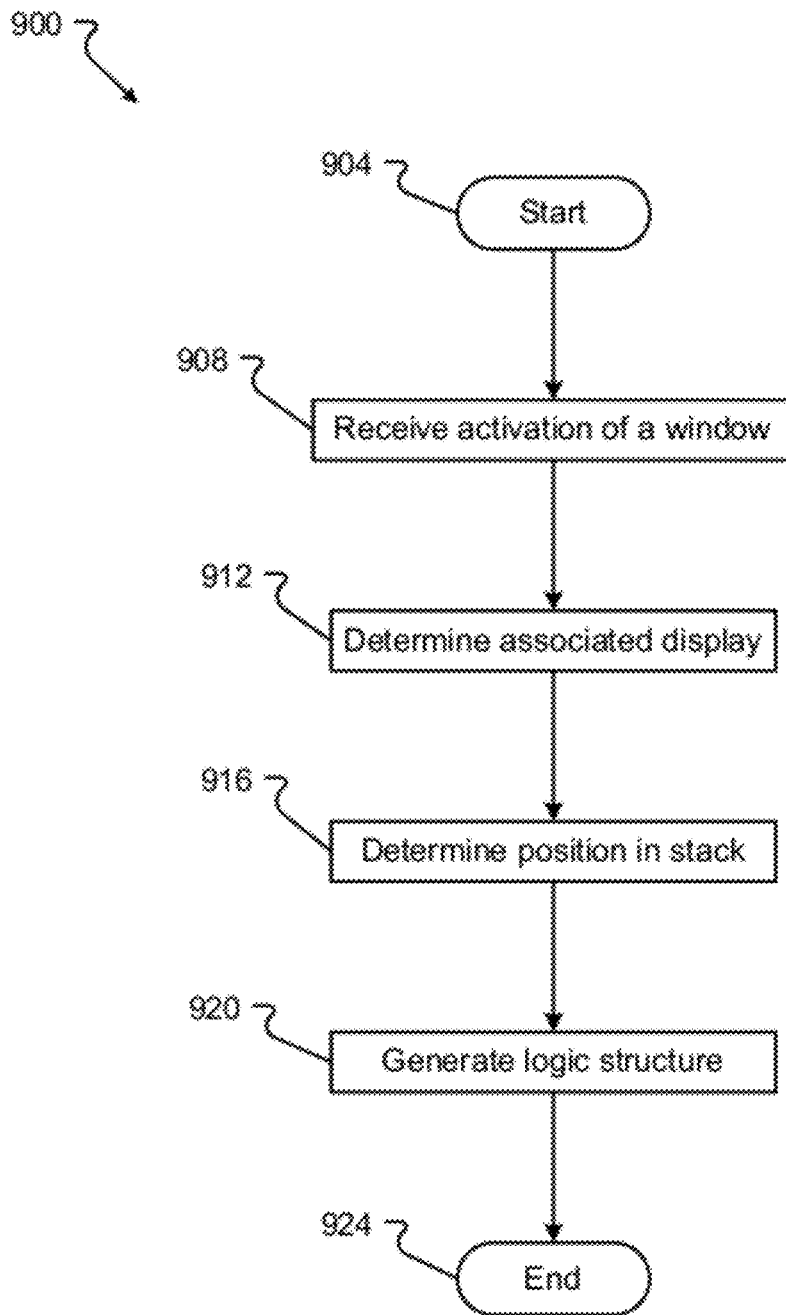 900
904
Start
908
Receive activation of a window
912
Determine associated display
916
Determine position in stack
920
Generate logic structure
924
End